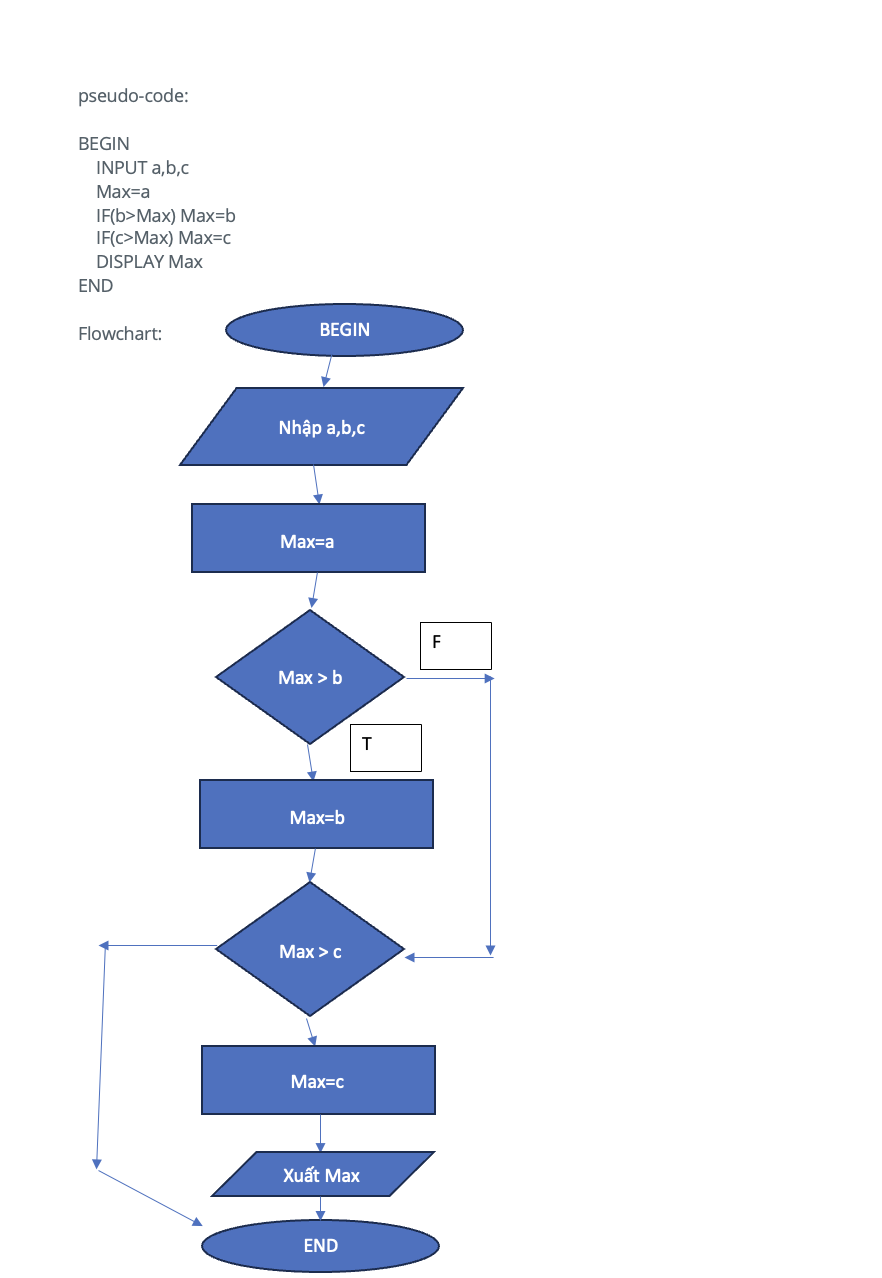 pseudo-code:
BEGIN
INPUT a,b,c
Max=a
IF(b>Max) Max=b
IF(c>Max) Max=c
DISPLAY Max
END
Flowchart:
BEGIN
Nhập a,b,c
Max=a
Max > b
F
T
Max=b
Max > c
Max=c
Xuất Max
END